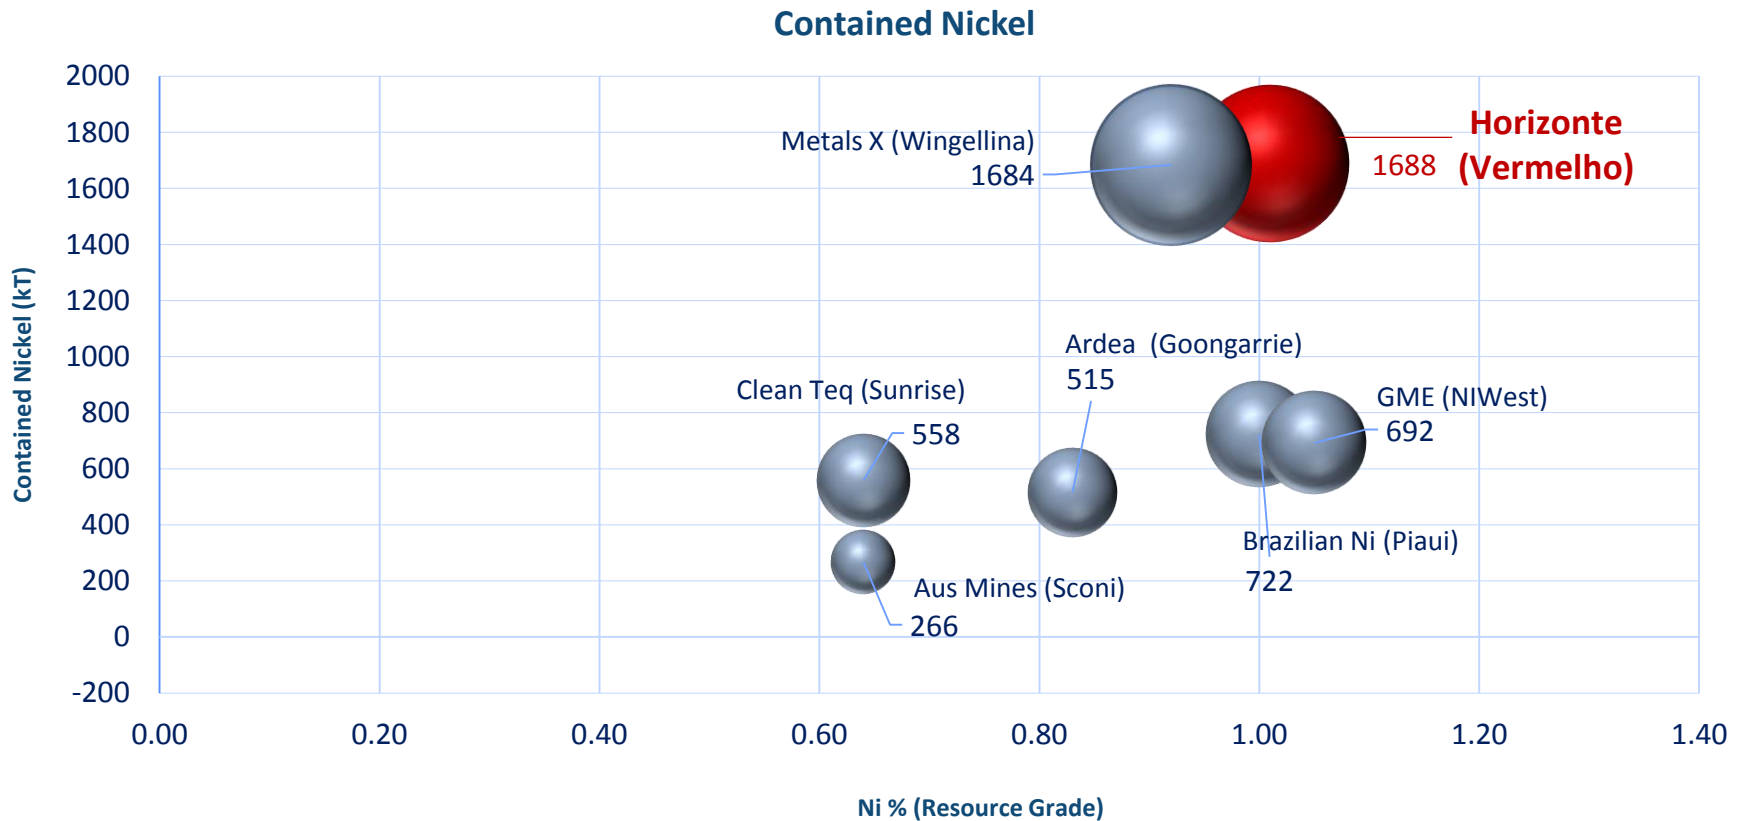 Contained Nickel
2000
1800
1600
1400
1200
1000
800
600
400
200
0
-200
Contained Nickel (kT)
Metals X (Wingellina)
1684
Horizonte
1688 (Vermelho)
Ardea (Goongarrie)
515
Clean Teq (Sunrise)
558
GME (NIWest)
692
Brazilian Ni (Piaui)
722
Aus Mines (Sconi)
266
0.00 0.20 0.40 0.60 0.80 1.00 1.20 1.40
Ni % (Resource Grade)